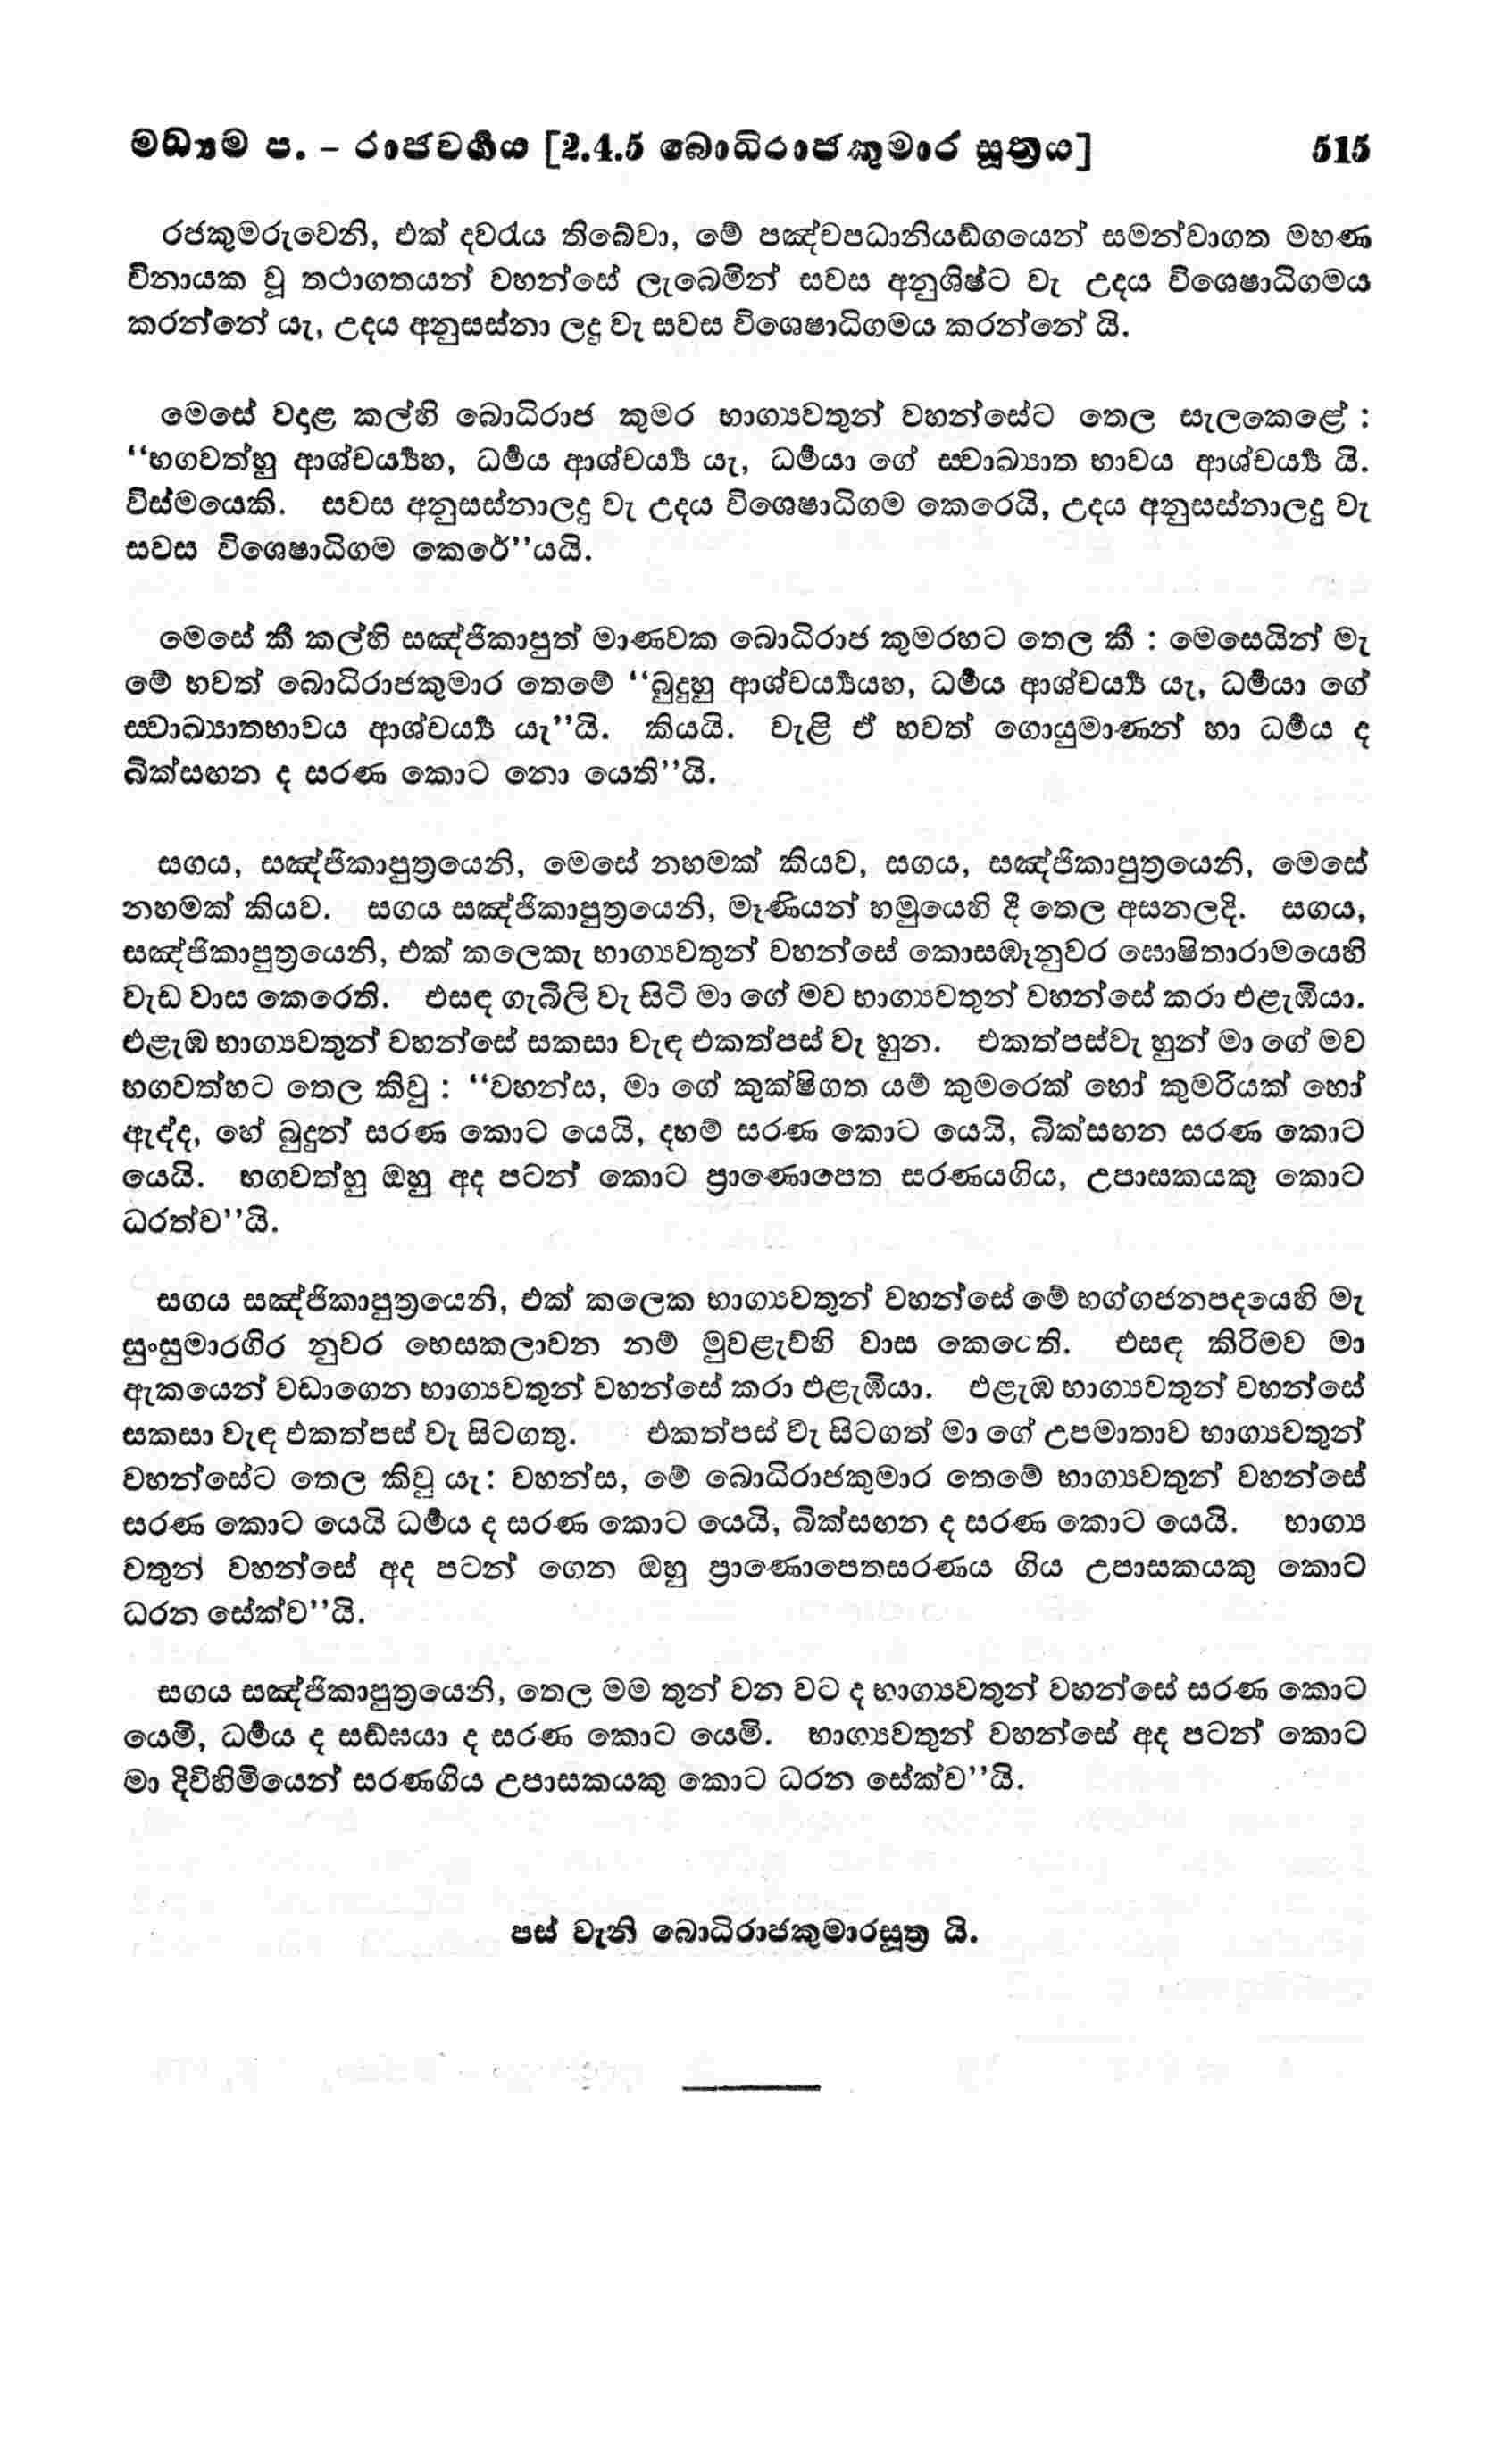 මධ්‍යම ප. - රාජවර්‍ගය [2.4.5 බොධිරාජකුමාර සූත්‍රය] 515
රජකුමරුවෙනි, එක් දවරැය තිබේවා, මේ පඤ්චපධානියඞ්ගයෙන් සමන්වාගත මහණ
විනායක වූ තථාගතයන් වහන්සේ ලැබෙමින් සවස අනුශිෂ්ට වැ උදය විශෙෂාධිගමය
කරන්නේ යැ, උදය අනුසස්නා ලදු වැ සවස විශෙෂාධිගමය කරන්නේ යි.
මෙසේ වදළ කල්හි බොධිරාජ කුමර භාග්‍යවතුන් වහන්සේට තෙල සැලකෙළේ :
“භගවත්හු ආශ්චර්‍ය්‍යහ, ධර්‍මය ආශ්චර්‍ය්‍ය යැ, ධර්‍මයා ගේ ස්වාඛ්‍යාත භාවය ආශ්චර්‍ය්‍ය යි.
විස්මයෙකි. සවස අනුසස්නාලදු වැ උදය විශෙෂාධිගම කෙරෙයි, උදය අනුසස්නාලදු වැ
සවස විශෙෂාධිගම කෙරේ”යයි.
මෙසේ කී කල්හි සඤ්ජිකාපුත් මාණවක බොධිරාජ කුමරහට තෙල කී : මෙසෙයින් මැ
මේ භවත් බොධිරාජකුමාර තෙමේ “බුදුහු ආශ්චර්‍ය්‍යයහ, ධර්‍මය ආශ්චර්‍ය්‍ය යැ, ධර්‍මයා ගේ
ස්වාඛ්‍යාතභාවය ආශ්චර්‍ය්‍ය යැ”යි. කියයි. වැළි ඒ භවත් ගොයුමාණන් හා ධර්‍මය ද
බික්සඟන ද සරණ කොට නො යෙති”යි.
සගය, සඤ්ජිකාපුත්‍රයෙනි, මෙසේ නහමක් කියව, සගය, සඤ්ජිකාපුත්‍රයෙනි, මෙසේ
නහමක් කියව. සගය සඤ්ජිකාපුත්‍රයෙනි, මෑණියන් හමුයෙහි දී තෙල අසනලදි. සගය,
සඤ්ජිකාපුත්‍රයෙනි, එක් කලෙකැ භාග්‍යවතුන් වහන්සේ කොසඹෑනුවර ඝොෂිතාරාමයෙහි
වැඩ වාස කෙරෙති. එසඳ ගැබිලි වැ සිටි මා ගේ මව භාග්‍යවතුන් වහන්සේ කරා එළැඹියා.
එළැඹ භාග්‍යවතුන් වහන්සේ සකසා වැඳ එකත්පස් වැ හුන. එකත්පස්වැ හුන් මා ගේ මව
භගවත්හට තෙල කිවු : “වහන්ස, මා ගේ කුක්ෂිගත යම් කුමරෙක් හෝ කුමරියක් හෝ
ඇද්ද, හේ බුදුන් සරණ කොට යෙයි, දහම් සරණ කොට යෙයි, බික්සඟන සරණ කොට
යෙයි. භගවත්හු ඔහු අද පටන් කොට ප්‍රාණොපෙත සරණයගිය, උපාසකයකු කොට
ධරත්ව”යි.
සගය සඤ්ජිකාපුත්‍රයෙනි, එක් කලෙක භාග්‍යවතුන් වහන්සේ මේ භග්ගජනපදයෙහි මැ
සුංසුමාරගිර නුවර භෙසකලාවන නම් මුවළැව්හි වාස කෙරෙති. එසඳ කිරිමව මා
ඇකයෙන් වඩාගෙන භාග්‍යවතුන් වහන්සේ කරා එළැඹියා. එළැඹ භාග්‍යවතුන් වහන්සේ
සකසා වැඳ එකත්පස් වැ සිටගතු. එකත්පස් වැ සිටගත් මා ගේ උපමාතාව භාග්‍යවතුන්
වහන්සේට තෙල කිවු යැ: වහන්ස, මේ බොධිරාජකුමාර තෙමේ භාග්‍යවතුන් වහන්සේ
සරණ කොට යෙයි ධර්‍මය ද සරණ කොට යෙයි, බික්සඟන ද සරණ කොට යෙයි. භාග්‍ය
වතුන් වහන්සේ අද පටන් ගෙන ඔහු ප්‍රාණොපෙතසරණය ගිය උපාසකයකු කොට
ධරන සේක්ව”යි.
සගය සඤ්ජිකාපුත්‍රයෙනි, තෙල මම තුන් වන වට ද භාග්‍යවතුන් වහන්සේ සරණ කොට
යෙමි, ධර්‍මය ද සඞ්ඝයා ද සරණ කොට යෙමි. භාග්‍යවතුන් වහන්සේ අද පටන් කොට
මා දිවිහිමියෙන් සරණගිය උපාසකයකු කොට ධරන සේක්ව”යි.
පස් වැනි බොධිරාජකුමාරසූත්‍ර යි.